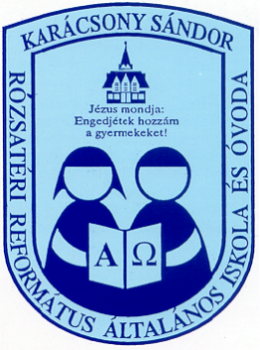 KARÁCSONY SÁNDOR
RÓZSATÉRI REFORMÁTUS ÁLTALÁNOS ISKOLA ÉS ÓVODA
Jézus mondja:
Engedjétek hozzám
a gyermekeket!
Α Ω